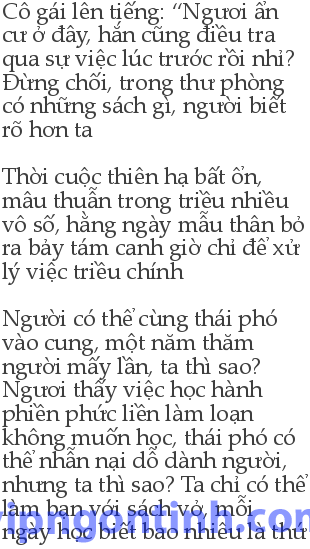 Cô gái lên tiếng: “Ngươi ẩn
cư ở đây, hắn cũng điều tra
qua sự việc lúc trước rồi nhỉ?
Đừng chối, trong thư phòng
có những sách gì, người biết
rõ hơn ta
Thời cuộc thiên hạ bất ổn,
mâu thuẫn trong triều nhiều
vô số, hằng ngày mẫu thân bỏ
ra bảy tám canh giờ chỉ để xử
lý việc triều chính
Người có thể cùng thái phó
vào cung, một năm thăm
người mấy lần, ta thì sao?
Ngươi thấy việc học hành
phiền phức liền làm loạn
không muốn học, thái phó có
thể nhẫn nại dỗ dành người,
nhưng ta thì sao? Ta chỉ có thể
làm bạn với sách vở, mỗi
ngày học biết bao nhiêu là thứ
vipngontinh.com